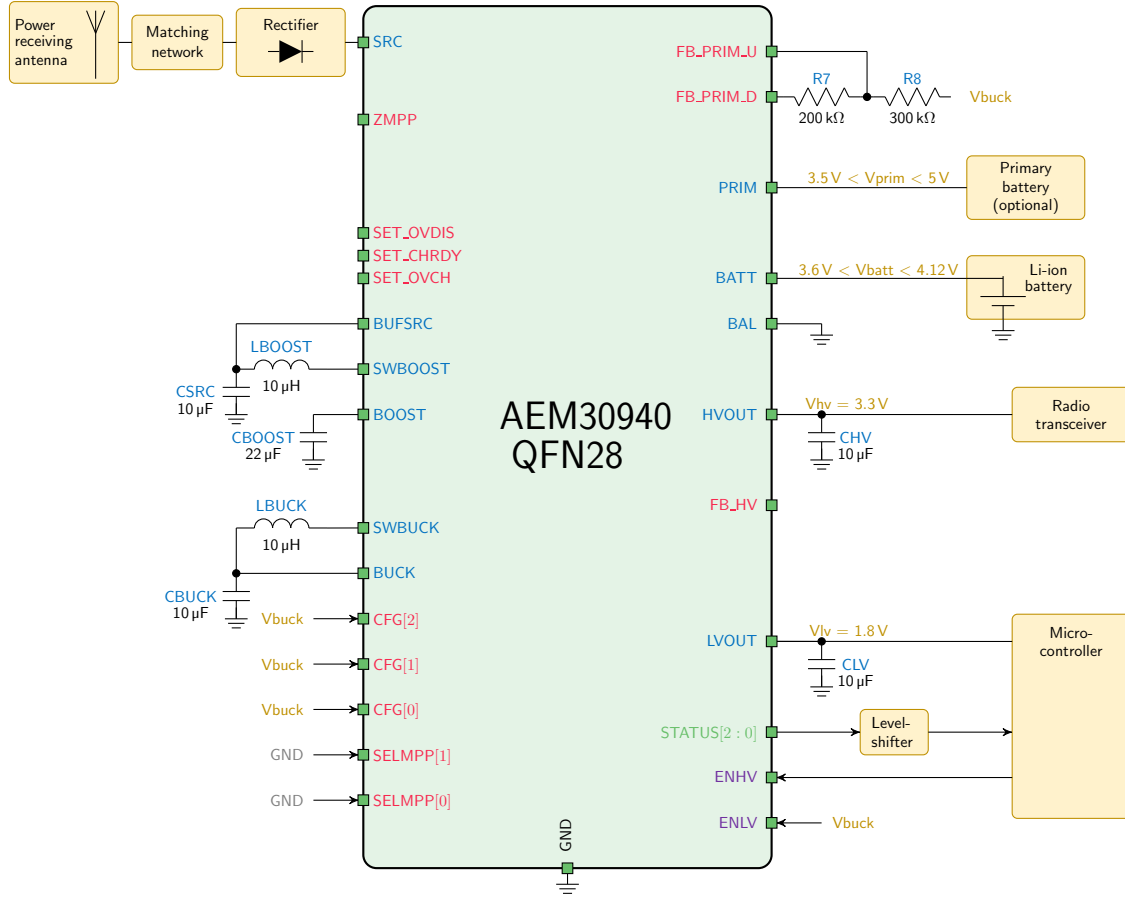 Power
receiving
antenna
Matching
network
Rectifier
SRC
ZMPP
SET_OVDIS
SET_CHRDY
SET_OVCH
BUFSRC
LBOOST
10 µH
SWBOOST
CSRC
10 µF
BOOST
CBOOST
22 µF
LBUCK
10 µH
SWBUCK
BUCK
CBUCK
10 µF
Vbuck
CFG[2]
Vbuck
CFG[1]
Vbuck
CFG[0]
GND
SELMPP[1]
GND
SELMPP[0]
AEM30940
QFN28
GND
FB_PRIM_U
FB_PRIM_D
R7
200 kΩ
R8
300 kΩ
Vbuck
PRIM
3.5 V < Vprim < 5 V
Primary
battery
(optional)
BATT
3.6 V < Vbatt < 4.12 V
Li-ion
battery
BAL
HVOUT
Vhv = 3.3 V
CHV
10 µF
Radio
transceiver
FB_HV
LVOUT
Vlv = 1.8 V
CLV
10 µF
Micro-
controller
STATUS[2 : 0]
Level-
shifter
ENHV
ENLV
Vbuck